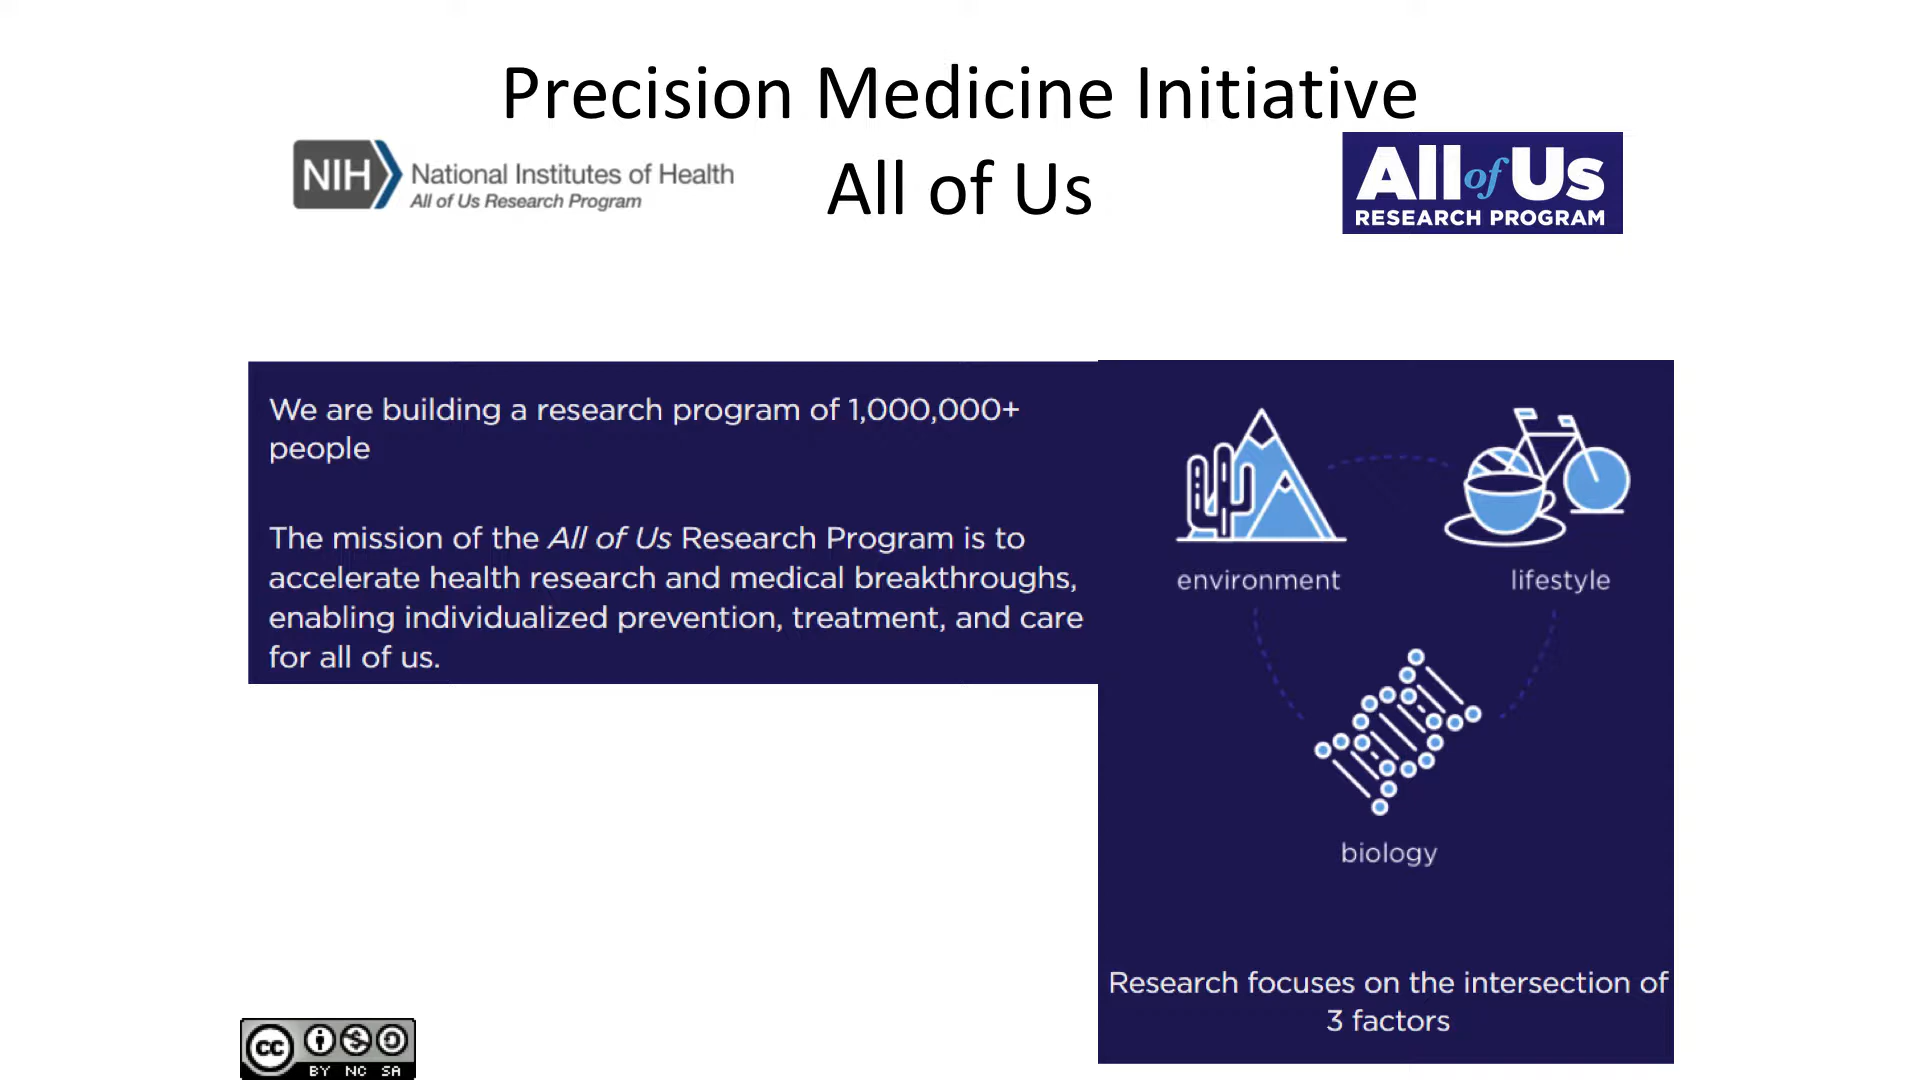 Precision Medicine Initiative
All of Us
NIH
National Institutes of Health
All of Us Research Program
All of Us
RESEARCH PROGRAM
We are building a research program of 1,000,000+
people
The mission of the All of Us Research Program is to
accelerate health research and medical breakthroughs,
enabling individualized prevention, treatment, and care
for all of us.
environment
lifestyle
biology
Research focuses on the intersection of
3 factors
cc
BY NC SA